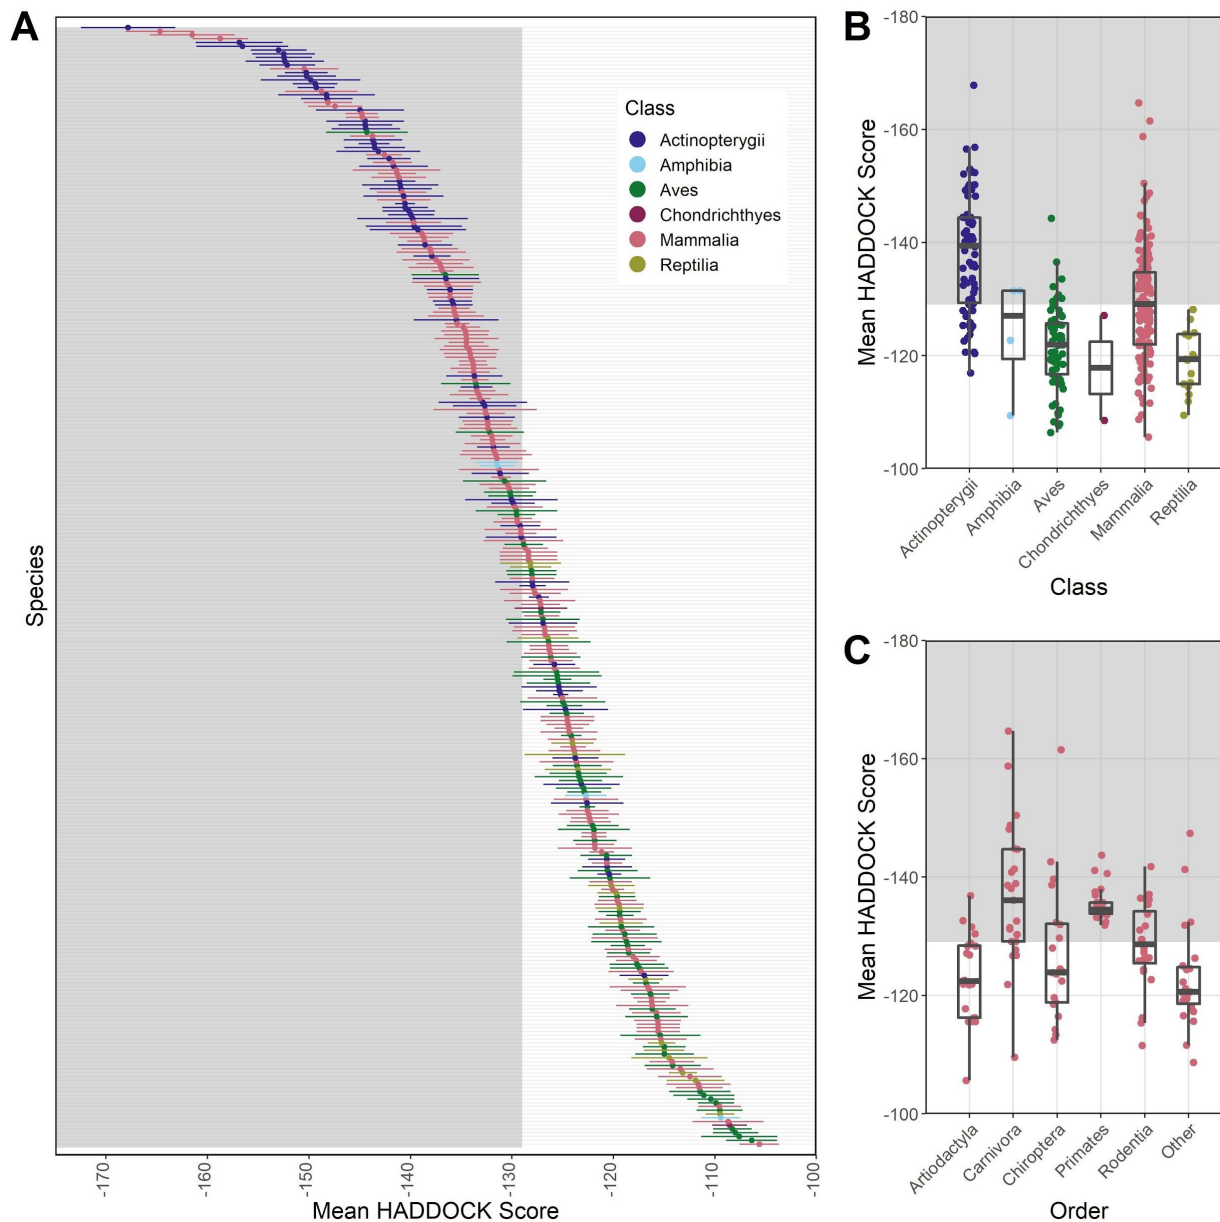 A
Class
Actinopterygii
Amphibia
Aves
Chondrichthyes
Mammalia
Reptilia
Species
-170
-160
-150
-140
-130
-120
-110
-100
Mean HADDOCK Score
B
Mean HADDOCK Score
-180
-160
-140
-120
-100
Actinopterygii
Amphibia
Aves
Chondrichthyes
Mammalia
Reptilia
Class
C
Mean HADDOCK Score
-180
-160
-140
-120
-100
Artiodactyla
Carnivora
Chiroptera
Primates
Rodentia
Other
Order